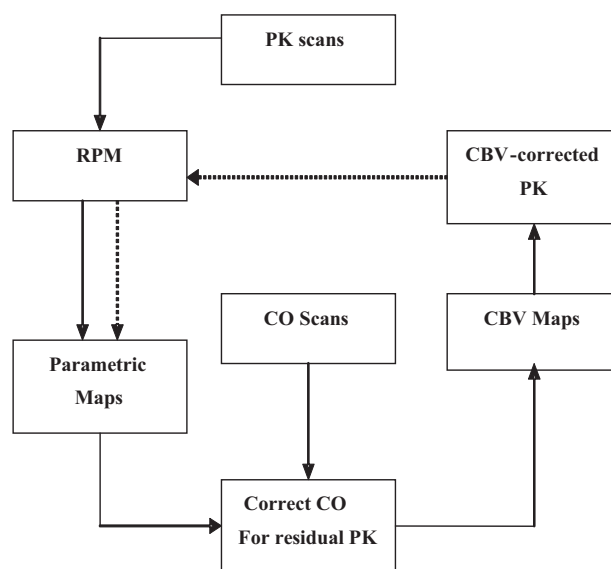 PK scans
RPM
CBV-corrected
PK
CO Scans
CBV Maps
Parametric
Maps
Correct CO
For residual PK